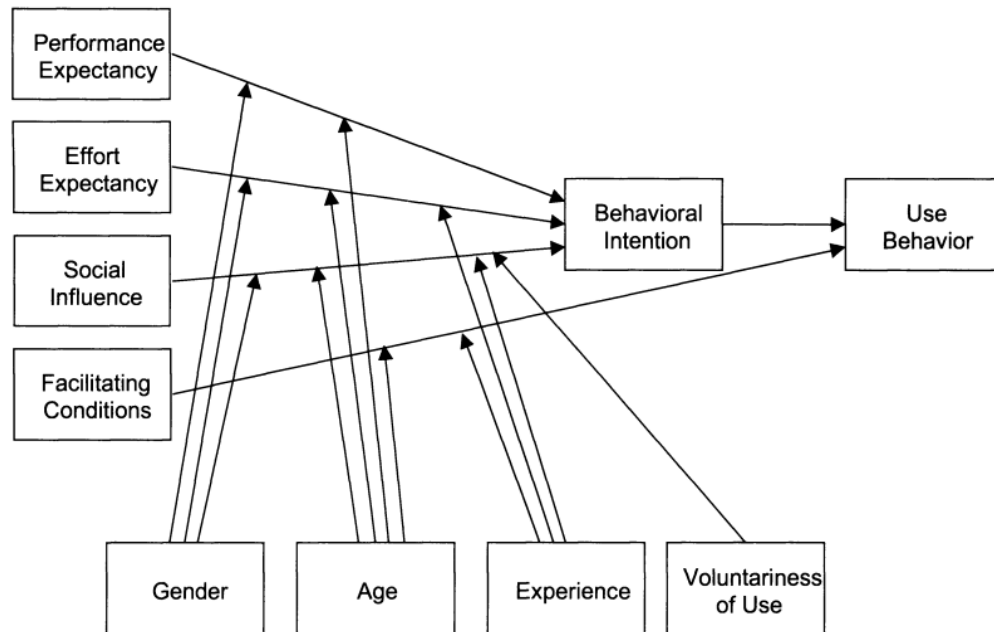 Performance
Expectancy
Effort
Expectancy
Social
Influence
Facilitating
Conditions
Behavioral
Intention
Use
Behavior
Gender
Age
Experience
Voluntariness
of Use